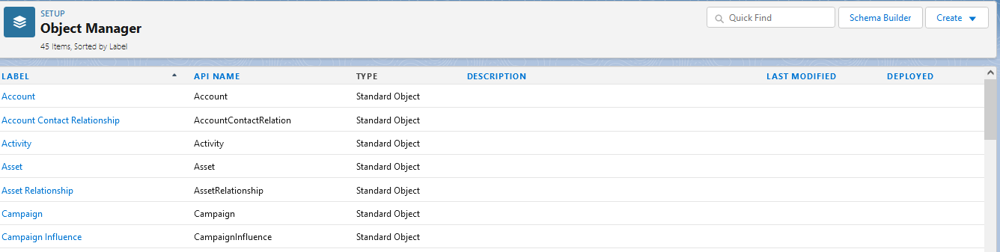 SETUP
Object Manager
45 Items, Sorted by Label
Quick Find
Schema Builder
Create
LABEL API NAME TYPE DESCRIPTION LAST MODIFIED DEPLOYED
Account Account Standard Object
Account Contact Relationship AccountContactRelation Standard Object
Activity Activity Standard Object
Asset Asset Standard Object
Asset Relationship AssetRelationship Standard Object
Campaign Campaign Standard Object
Campaign Influence CampaignInfluence Standard Object